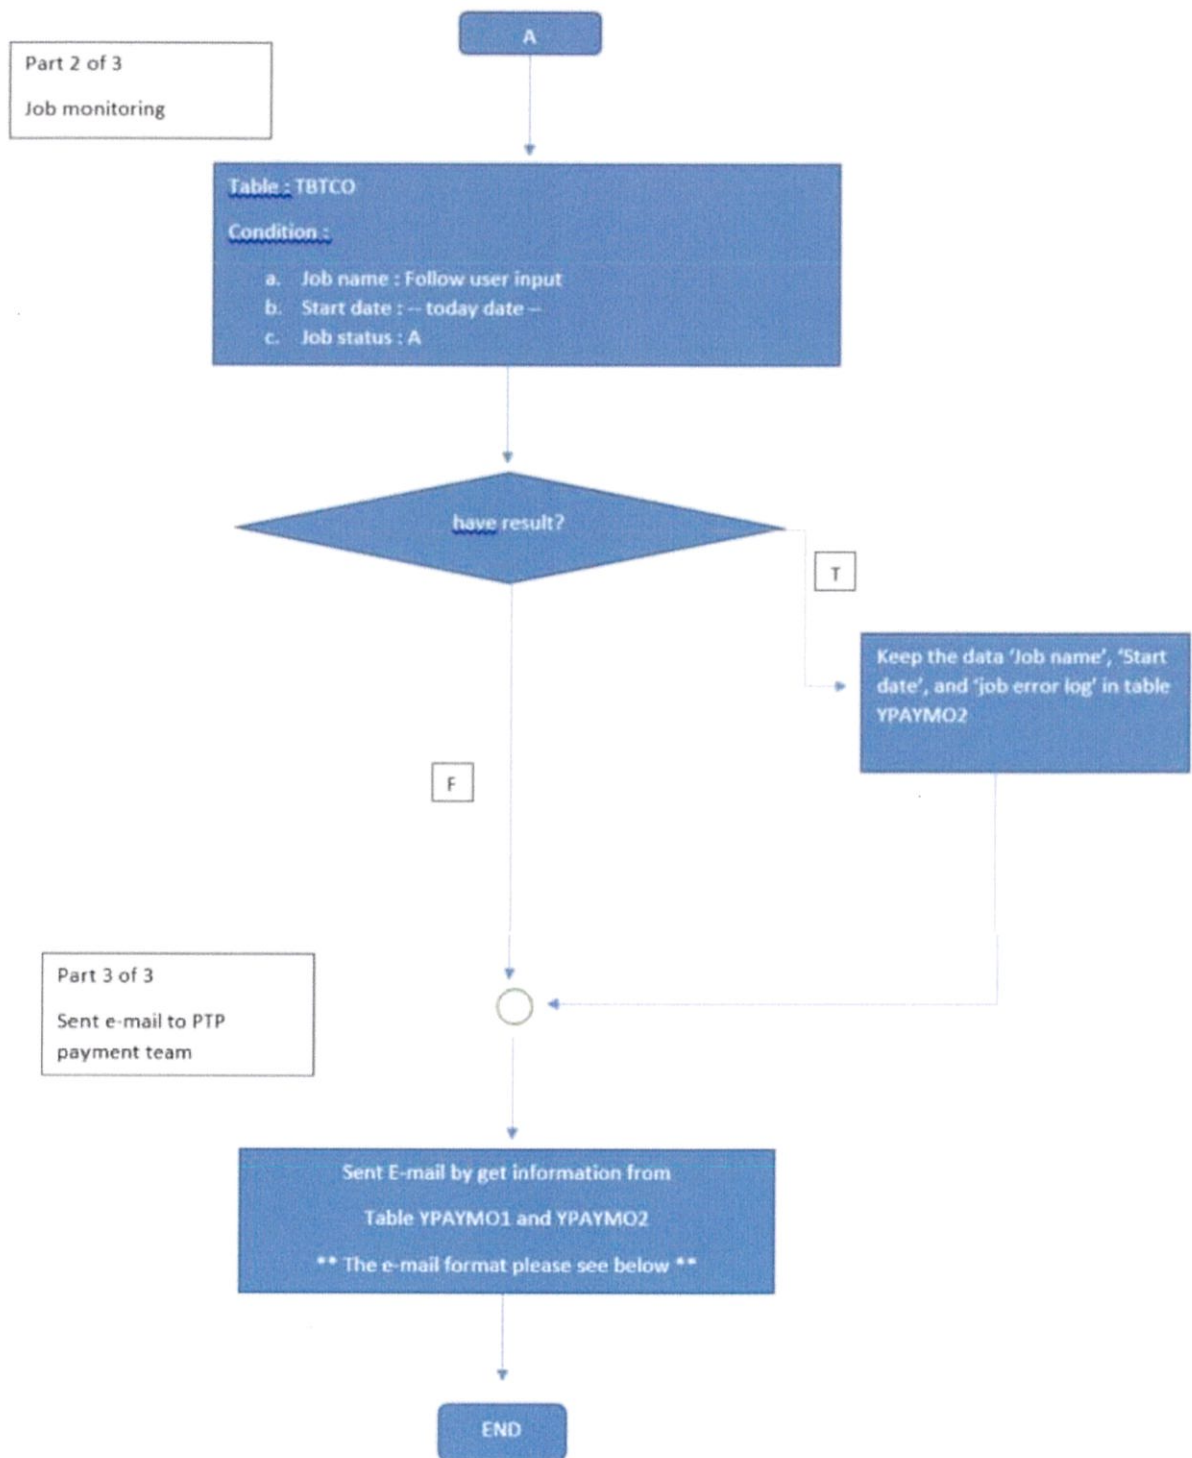 A
Part 2 of 3
Job monitoring
Table : TBTCO
Condition :
a. Job name : Follow user input
b. Start date : -- today date --
c. Job status : A
have result?
T
Keep the data ‘Job name’, ‘Start
date’, and ‘job error log’ in table
YPAYMO2
F
Part 3 of 3
Sent e-mail to PTP
payment team
Sent E-mail by get information from
Table YPAYMO1 and YPAYMO2
** The e-mail format please see below **
END